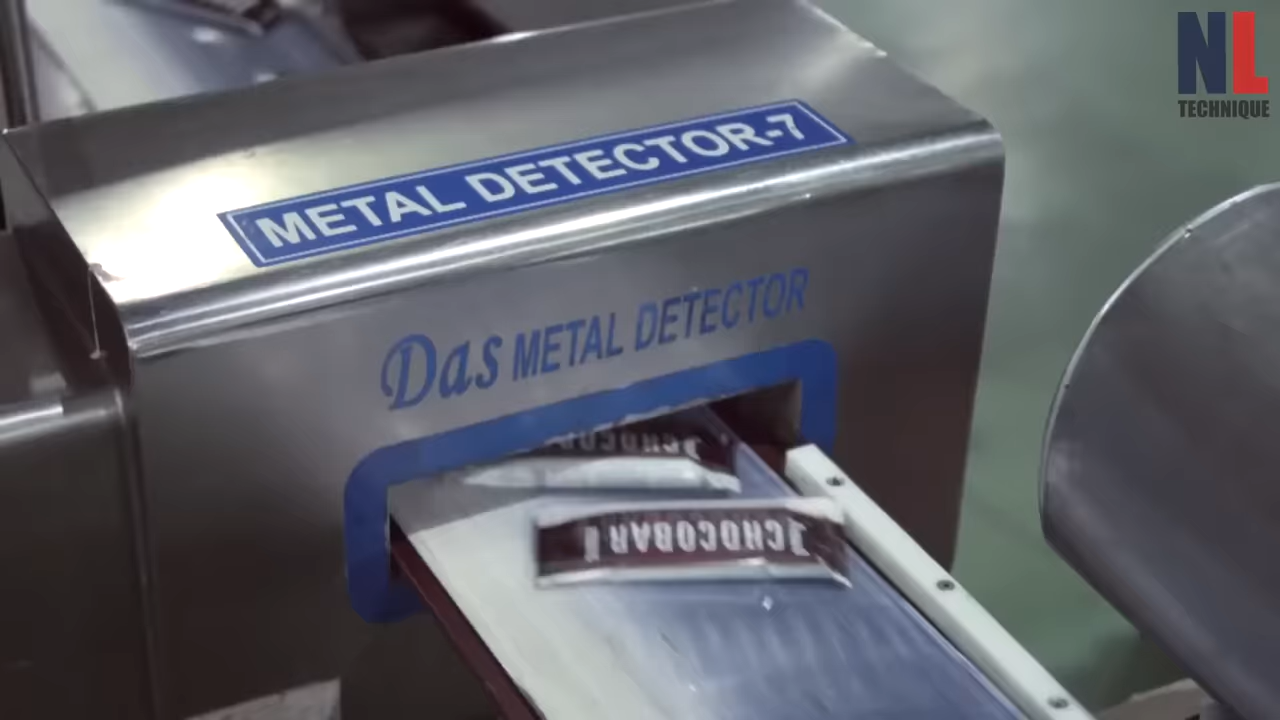 NL
TECHNIQUE
METAL DETECTOR-7
Das METAL DETECTOR
CHOCOBAR
CHOCOBAR